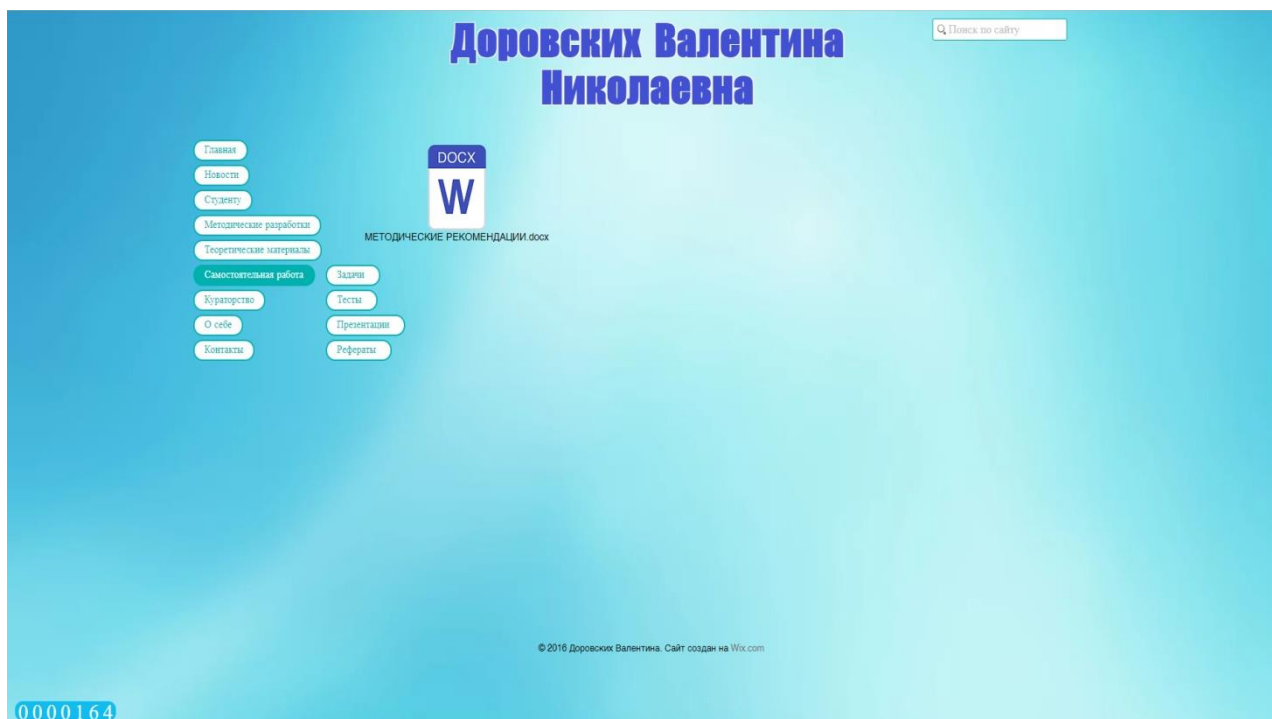 Доровских Валентина
Николаевна
Поиск по сайту
Главная
Новости
Студенту
Методические разработки
Теоретические материалы
Самостоятельная работа
Кураторство
О себе
Контакты
Задачи
Тесты
Презентации
Рефераты
DOCX
W
МЕТОДИЧЕСКИЕ РЕКОМЕНДАЦИИ.docx
© 2016 Доровских Валентина. Сайт создан на Wix.com
0000164